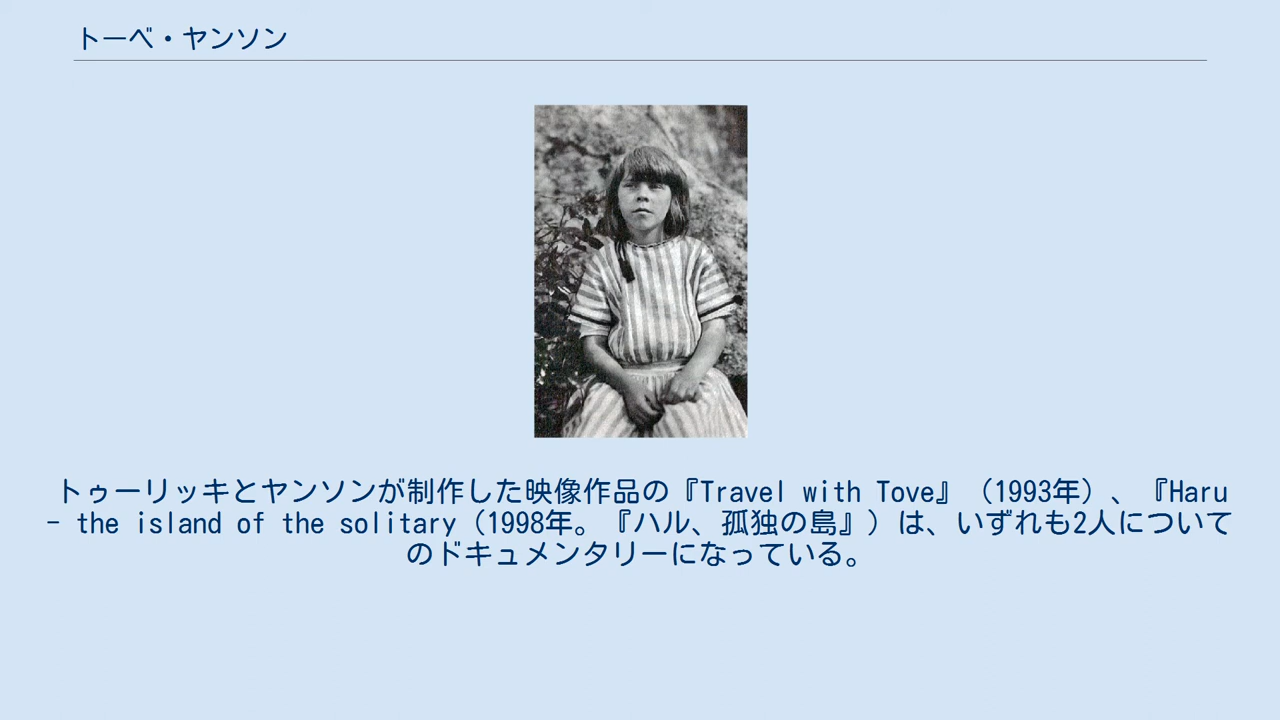 トーベ・ヤンソン
トゥーリッキとヤンソンが制作した映像作品の『Travel with Tove』（1993年）、『Haru
- the island of the solitary（1998年。『ハル、孤独の島』）は、いずれも2人について
のドキュメンタリーになっている。